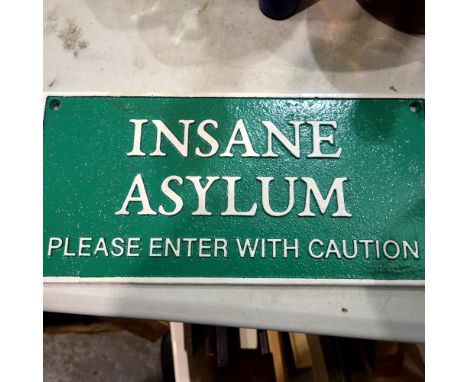 INSANE
ASYLUM
PLEASE ENTER WITH CAUTION